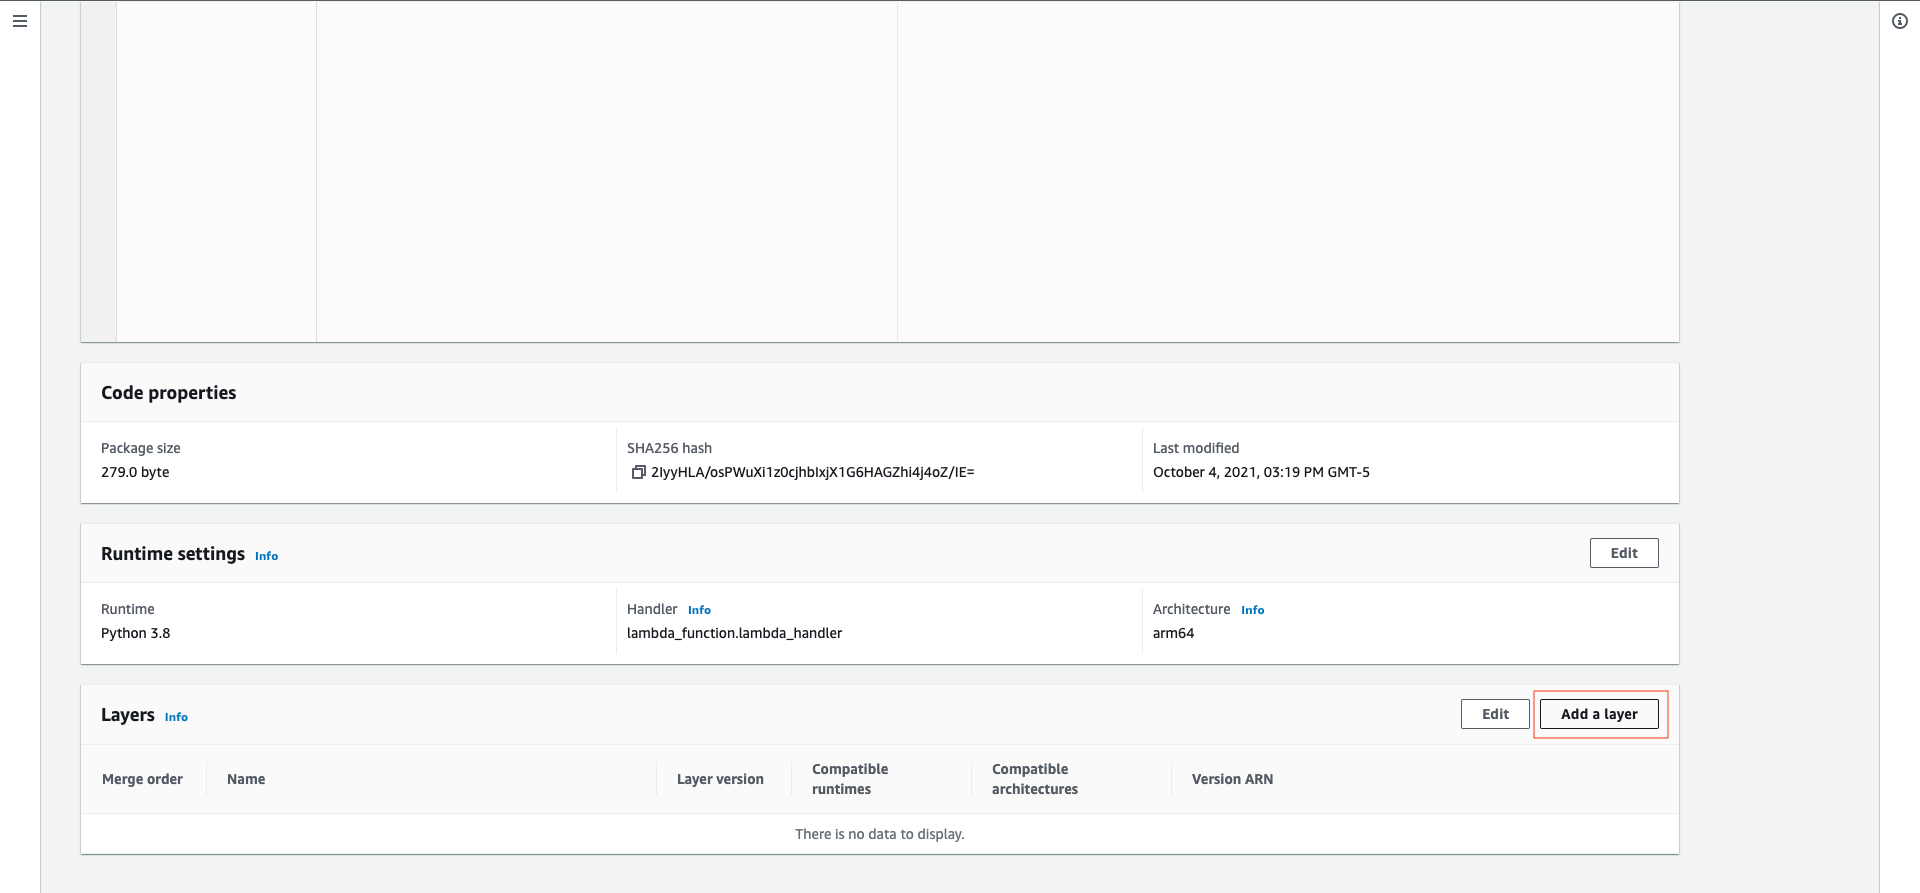 Code properties
Package size
279.0 byte
SHA256 hash
2IyyHLA/osPWuXi1z0cjhbIxjX1G6HAGZhi4j4oZ/IE=
Last modified
October 4, 2021, 03:19 PM GMT-5
Runtime settings Info
Edit
Runtime
Python 3.8
Handler Info
lambda_function.lambda_handler
Architecture Info
arm64
Layers Info
Edit
Add a layer
Merge order
Name
Layer version
Compatible
runtimes
Compatible
architectures
Version ARN
There is no data to display.